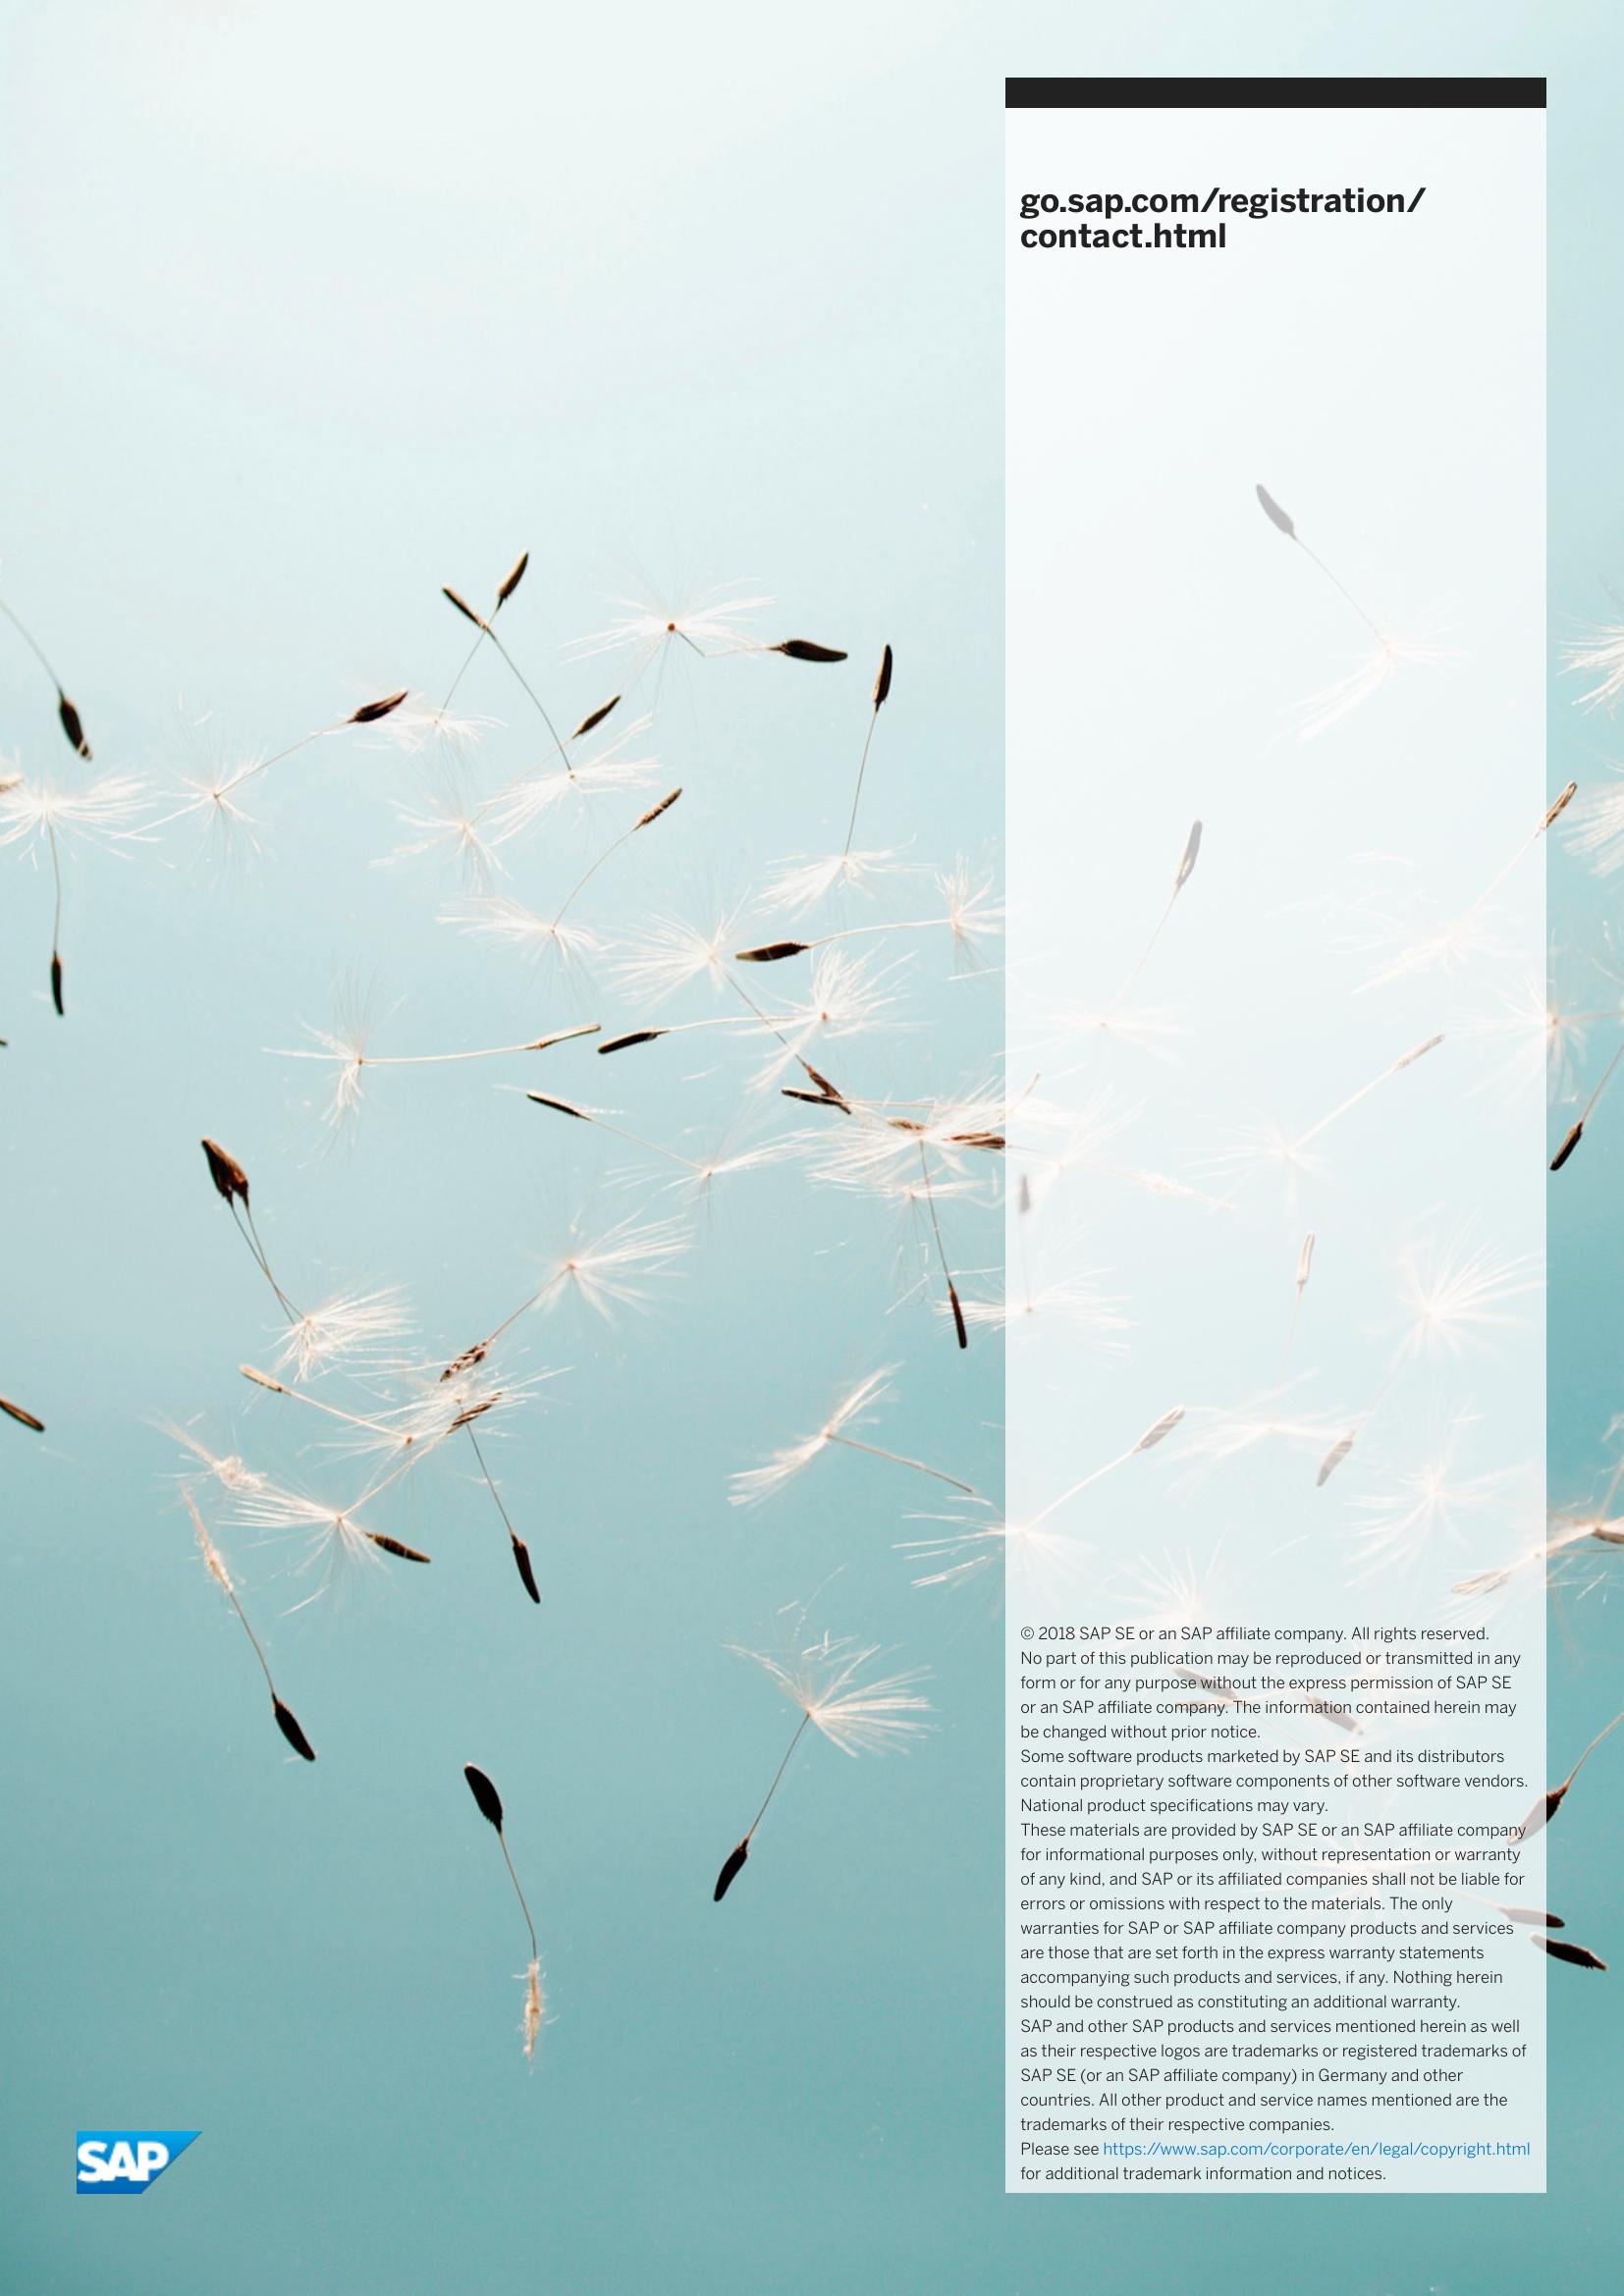 go.sap.com/registration/
contact.html
© 2018 SAP SE or an SAP affiliate company. All rights reserved.
No part of this publication may be reproduced or transmitted in any
form or for any purpose without the express permission of SAP SE
or an SAP affiliate company. The information contained herein may
be changed without prior notice.
Some software products marketed by SAP SE and its distributors
contain proprietary software components of other software vendors.
National product specifications may vary.
These materials are provided by SAP SE or an SAP affiliate company
for informational purposes only, without representation or warranty
of any kind, and SAP or its affiliated companies shall not be liable for
errors or omissions with respect to the materials. The only
warranties for SAP or SAP affiliate company products and services
are those that are set forth in the express warranty statements
accompanying such products and services, if any. Nothing herein
should be construed as constituting an additional warranty.
SAP and other SAP products and services mentioned herein as well
as their respective logos are trademarks or registered trademarks of
SAP SE (or an SAP affiliate company) in Germany and other
countries. All other product and service names mentioned are the
trademarks of their respective companies.
Please see https://www.sap.com/corporate/en/legal/copyright.html
for additional trademark information and notices.
SAP